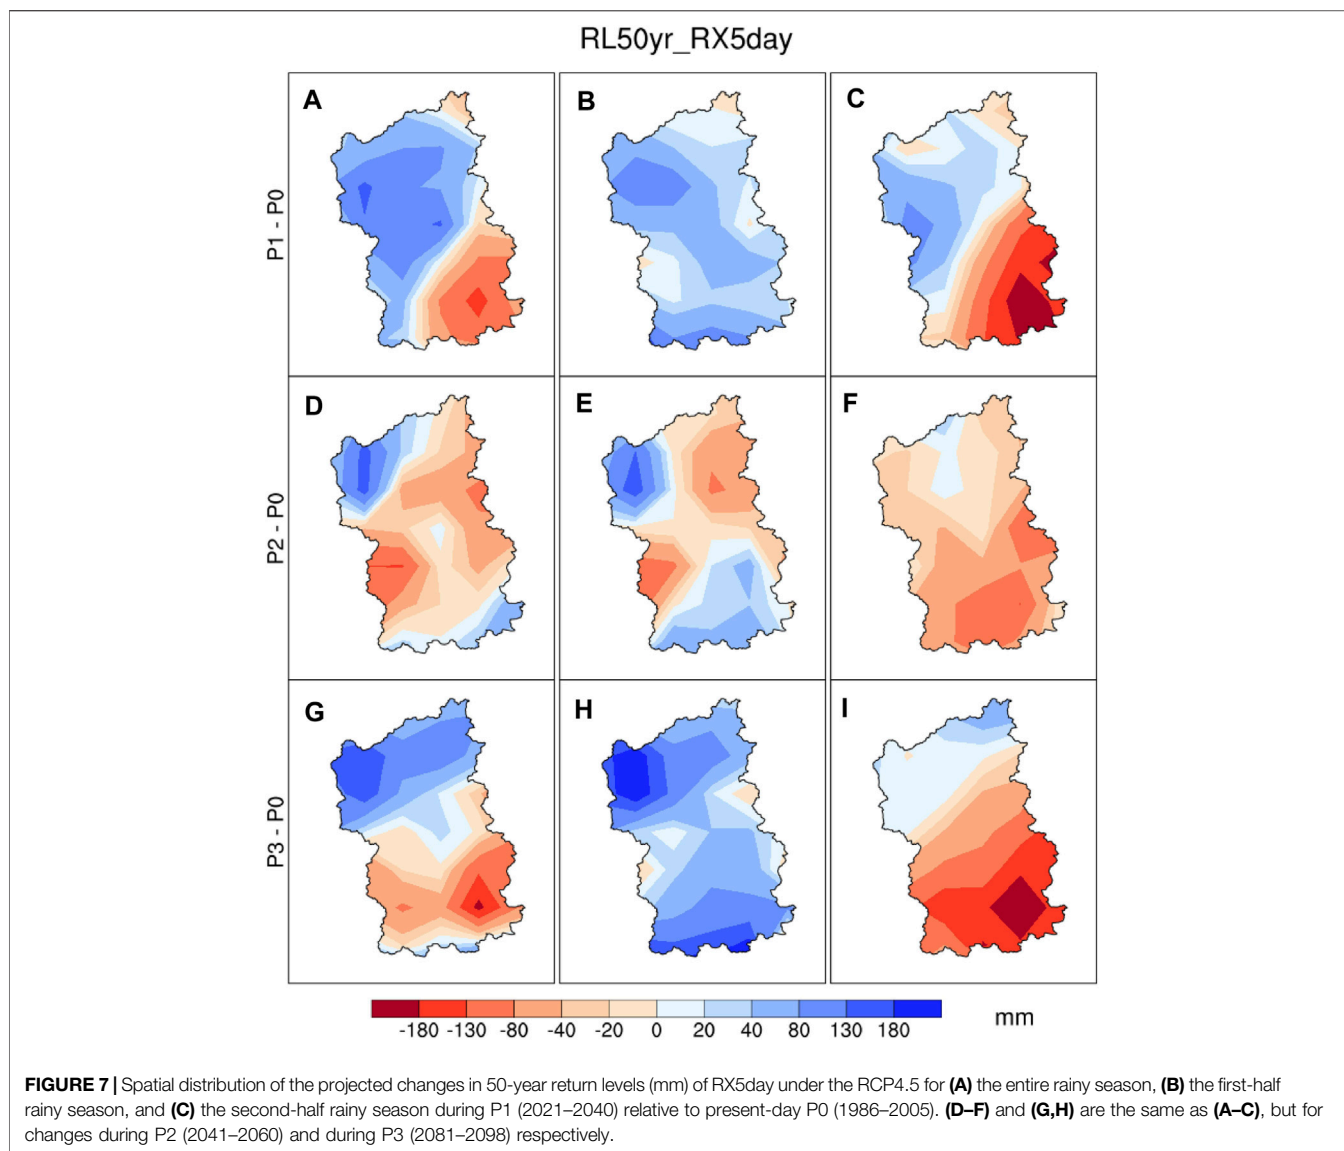 RL50yr_RX5day
A
B
C
P1 - P0
D
E
F
P2 - P0
G
H
I
P3 - P0
-180 -130 -80 -40 -20 0 20 40 80 130 180
mm
FIGURE 7 | Spatial distribution of the projected changes in 50-year return levels (mm) of RX5day under the RCP4.5 for (A) the entire rainy season, (B) the first-half
rainy season, and (C) the second-half rainy season during P1 (2021–2040) relative to present-day P0 (1986–2005). (D–F) and (G,H) are the same as (A–C), but for
changes during P2 (2041–2060) and during P3 (2081–2098) respectively.